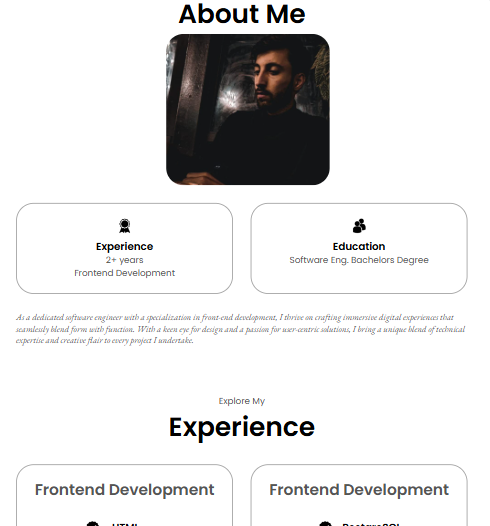 About Me
Experience
2+ years
Frontend Development
Education
Software Eng. Bachelors Degree
As a dedicated software engineer with a specialization in front-end development, I thrive on crafting immersive digital experiences that
seamlessly blend form with function. With a keen eye for design and a passion for user-centric solutions, I bring a unique blend of technical
expertise and creative flair to every project I undertake.
Explore My
Experience
Frontend Development
Frontend Development
HTML
PostgreSQL